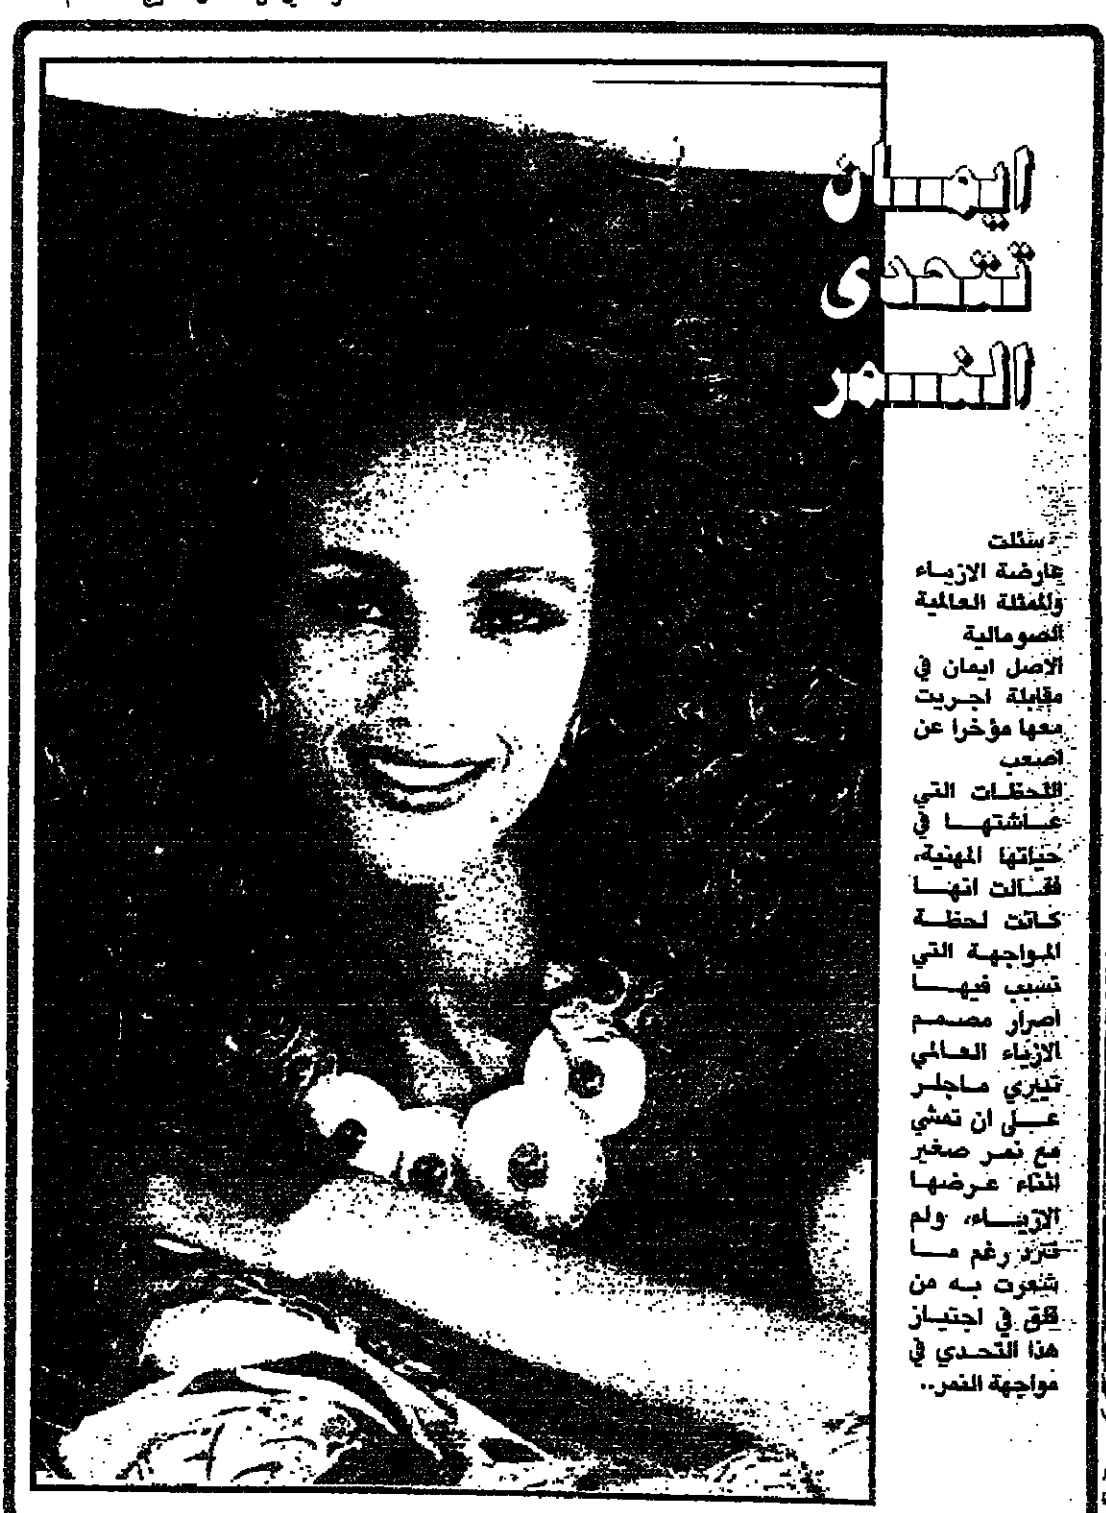 ايمان
تتحدى
النمر
سئلت
عارضة الازياء
والممثلة العالمية
الصومالية
الاصل ايمان في
مقابلة اجريت
معها مؤخرا عن
اصعب
اللحظات التي
عاشتها في
حياتها المهنية،
فقالت انها
كانت لحظة
المواجهة التي
تسبب فيها
اصرار مصمم
الازياء العالمي
تييري ماجلر
على ان تمشي
مع نمر صغير
اثناء عرضها
الازياء، ولم
رغم ما
شعرت به من
قلق في اجتياز
هذا التحدي في
مواجهة النمر..